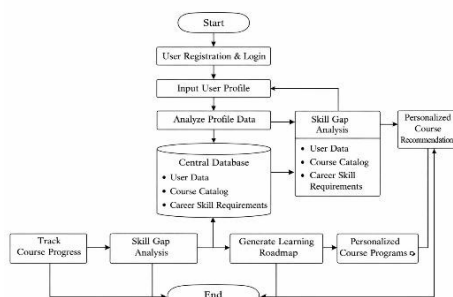 Start
User Registration & Login
Input User Profile
Analyze Profile Data
Skill Gap
Analysis
• User Data
• Course Catalog
• Career Skill
Requirements
Personalized
Course
Recommendation
Central Database
• User Data
• Course Catalog
• Career Skill Requirements
Track
Course Progress
Skill Gap
Analysis
Generate Learning
Roadmap
Personalized
Course Programs
End